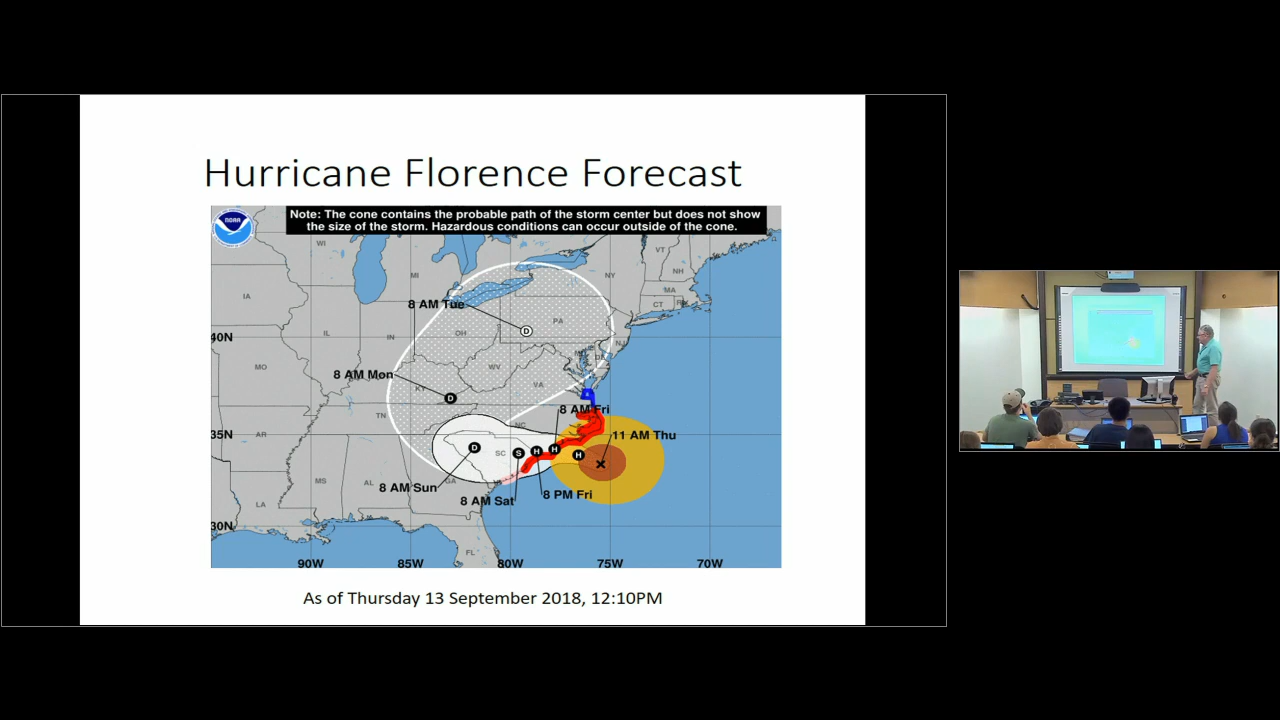 Hurricane Florence Forecast
NOAA
Note: The cone contains the probable path of the storm center but does not show
the size of the storm. Hazardous conditions can occur outside of the cone.
WI
VT
MI
NY
NH
IA
MA
CT
8 AM Tue
PA
40N
IL
IN
OH
NJ
MO
8 AM Mon
WV
D
D
KY
VA
TN
8 AM Fri
35N
AR
NC
11 AM Thu
D
SC
S
H
H
H
MS
AL
GA
8 AM Sun
8 AM Sat
8 PM Fri
LA
30N
FL
90W
85W
80W
75W
70W
As of Thursday 13 September 2018, 12:10PM